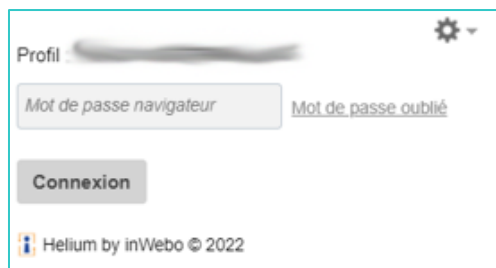 Profil :
Mot de passe navigateur
Mot de passe oublié
Connexion
Helium by inWebo © 2022